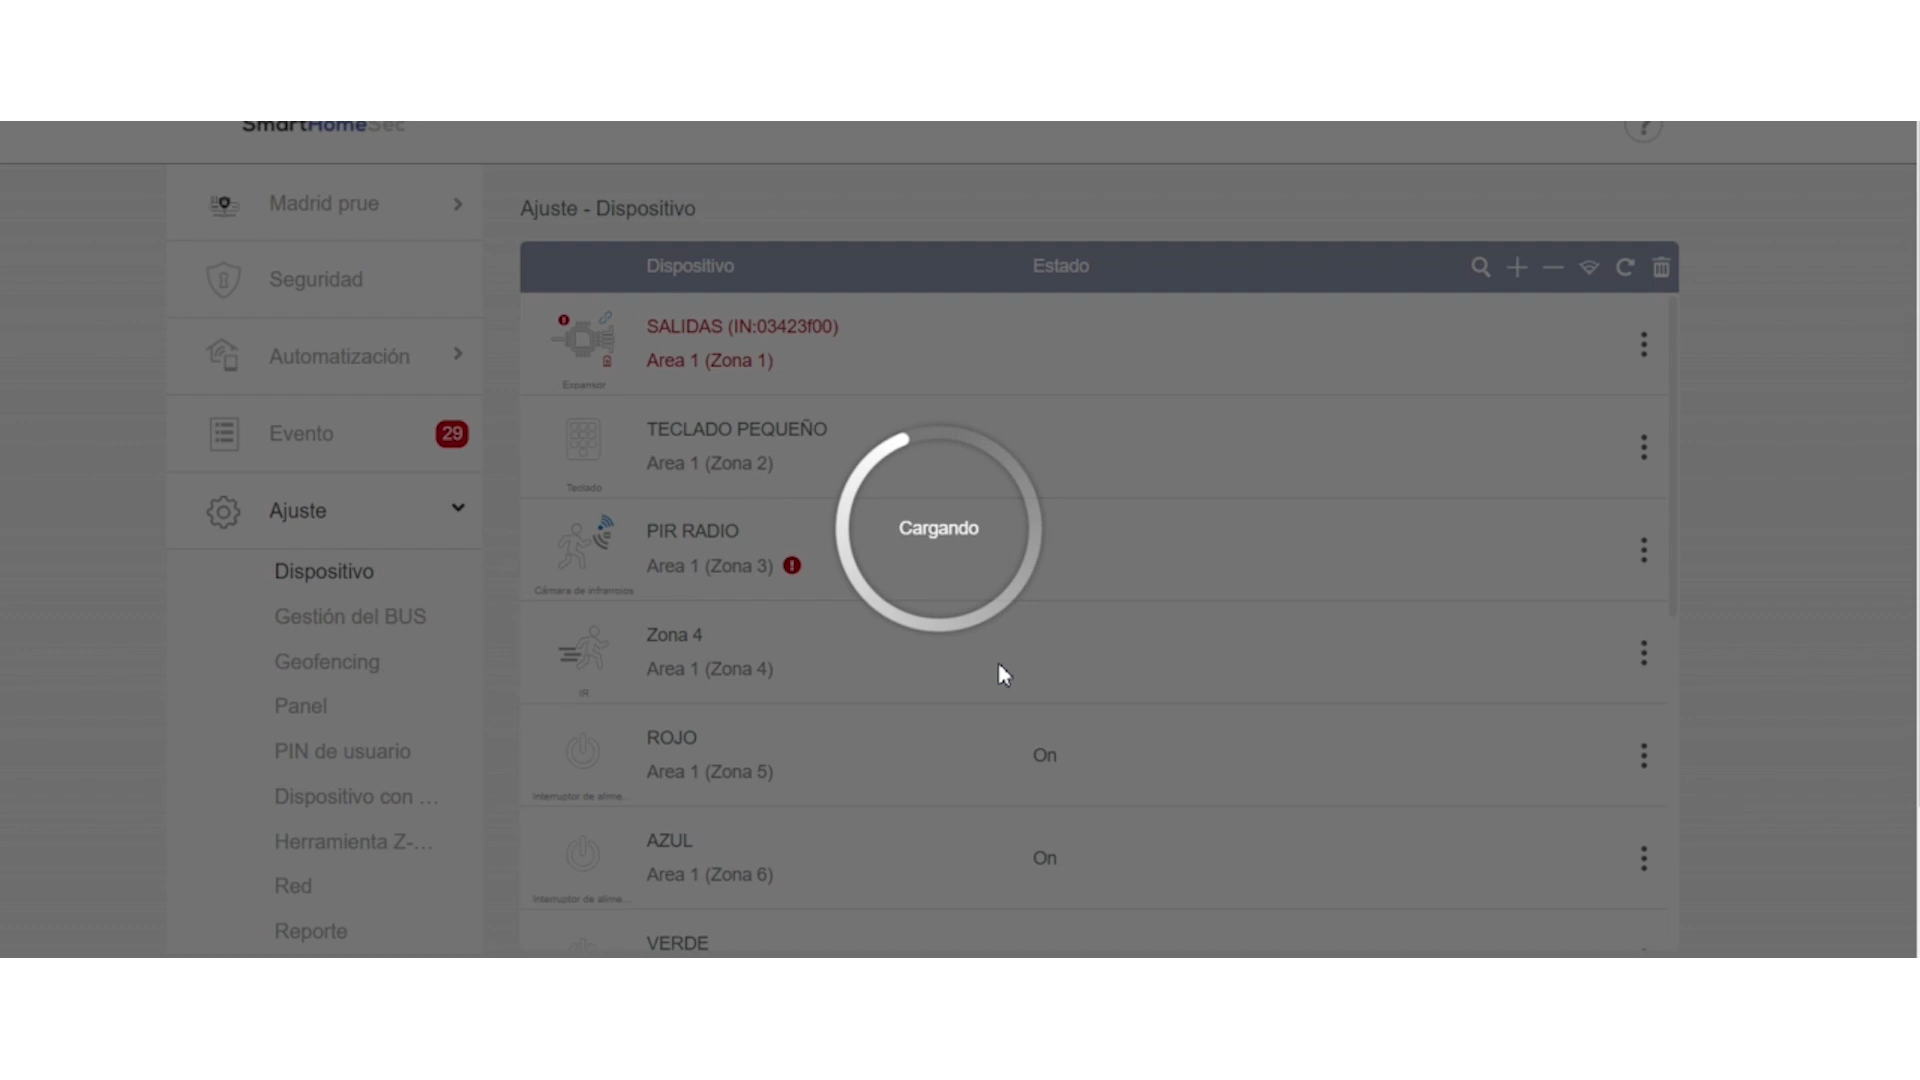 SmartHomeSec
?
Madrid prue
Seguridad
Automatización
Evento
29
Ajuste
Dispositivo
Gestión del BUS
Geofencing
Panel
PIN de usuario
Dispositivo con ...
Herramienta Z-...
Red
Reporte
Ajuste - Dispositivo
Dispositivo Estado
SALIDAS (IN:03423f00)
Area 1 (Zona 1)
Expansor
TECLADO PEQUEÑO
Area 1 (Zona 2)
Teclado
PIR RADIO
Area 1 (Zona 3)
Cámara de infrarrojos
Cargando
Zona 4
Area 1 (Zona 4)
IR
ROJO
On
Area 1 (Zona 5)
Interruptor de alime...
AZUL
On
Area 1 (Zona 6)
Interruptor de alime...
VERDE